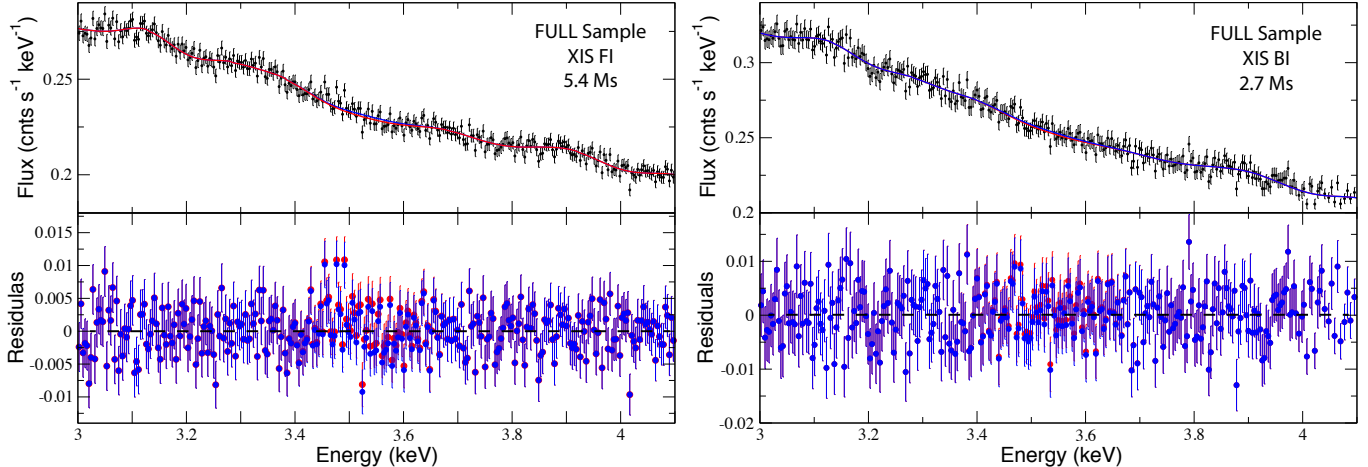 FULL Sample
XIS FI
5.4 Ms
Flux (cnts s⁻¹ keV⁻¹)
0.25
0.2
0.015
0.01
0.005
0
-0.005
-0.01
Residulas
3
3.2
3.4
3.6
3.8
4
Energy (keV)
FULL Sample
XIS BI
2.7 Ms
Flux (cnts s⁻¹ keV⁻¹)
0.3
0.25
0.2
0.01
0
-0.01
-0.02
Residuals
3
3.2
3.4
3.6
3.8
4
Energy (keV)